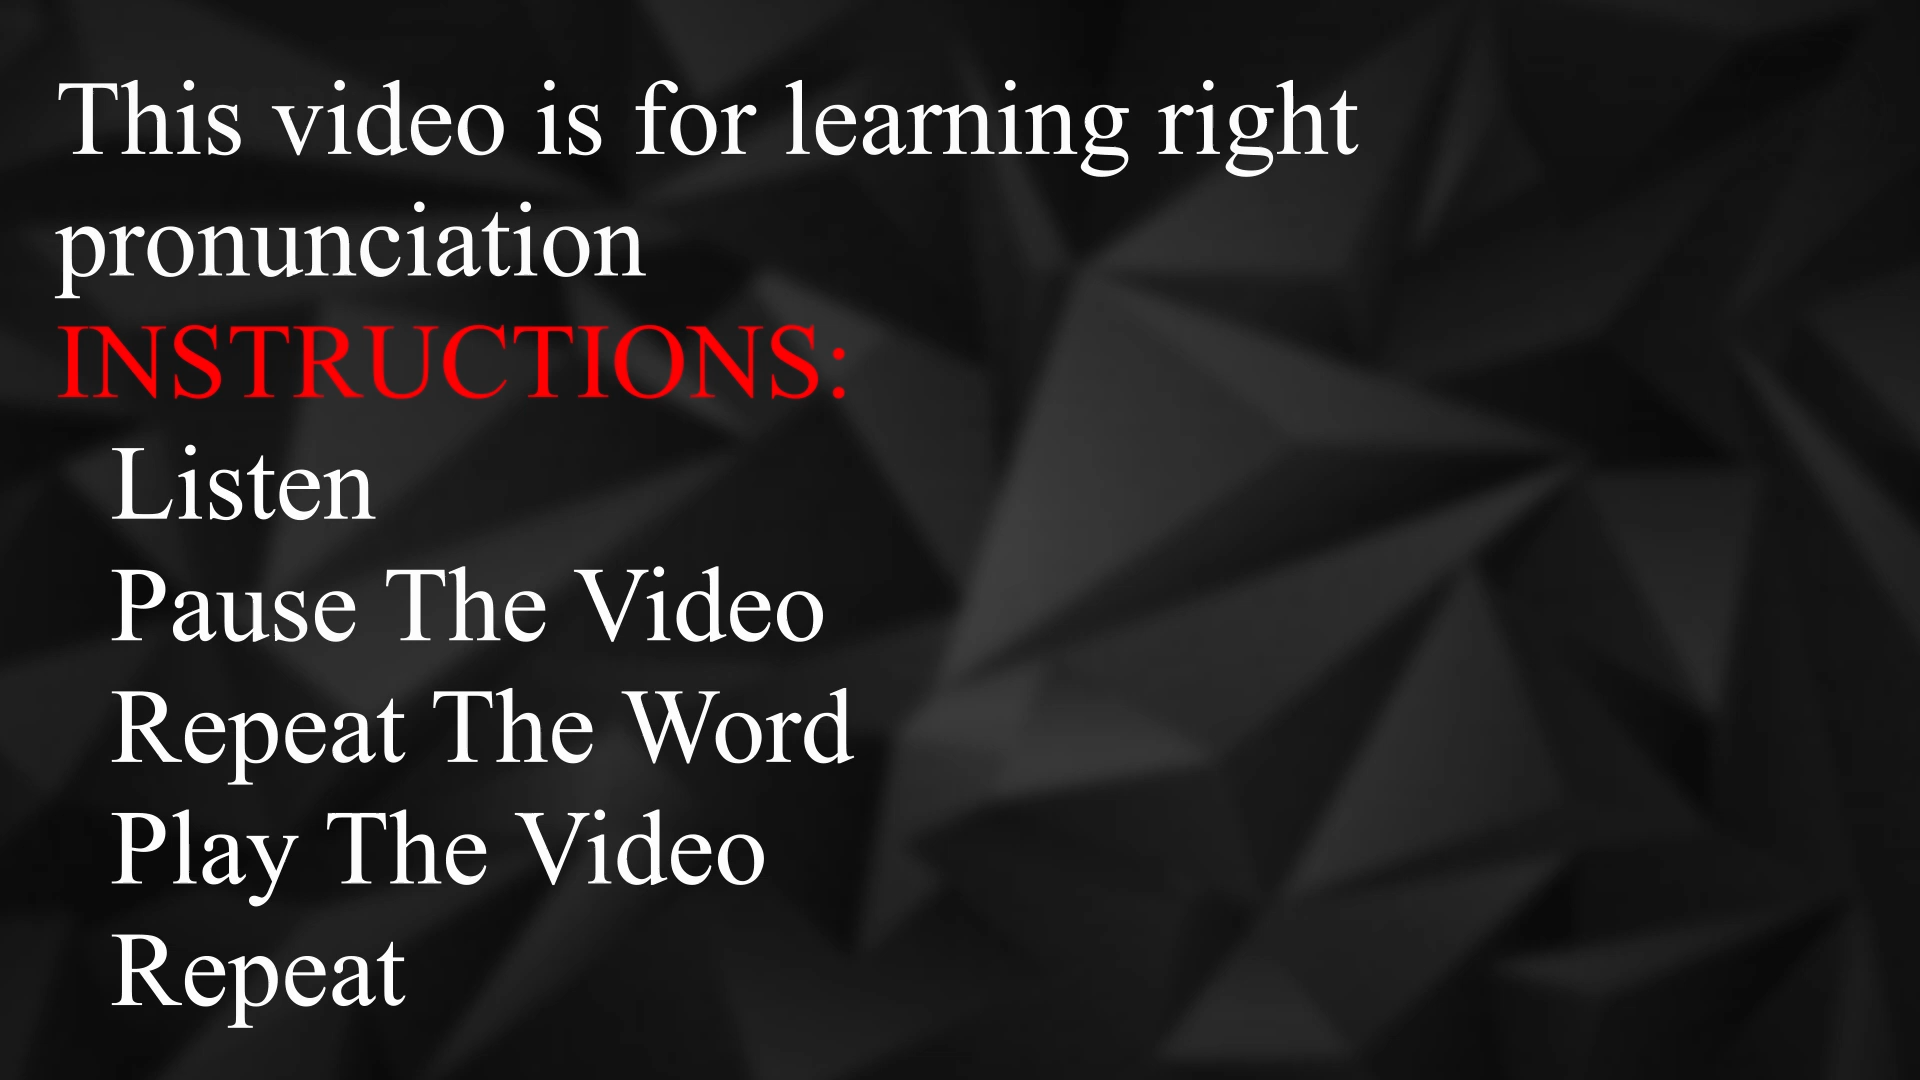 This video is for learning right
pronunciation
INSTRUCTIONS:
Listen
Pause The Video
Repeat The Word
Play The Video
Repeat